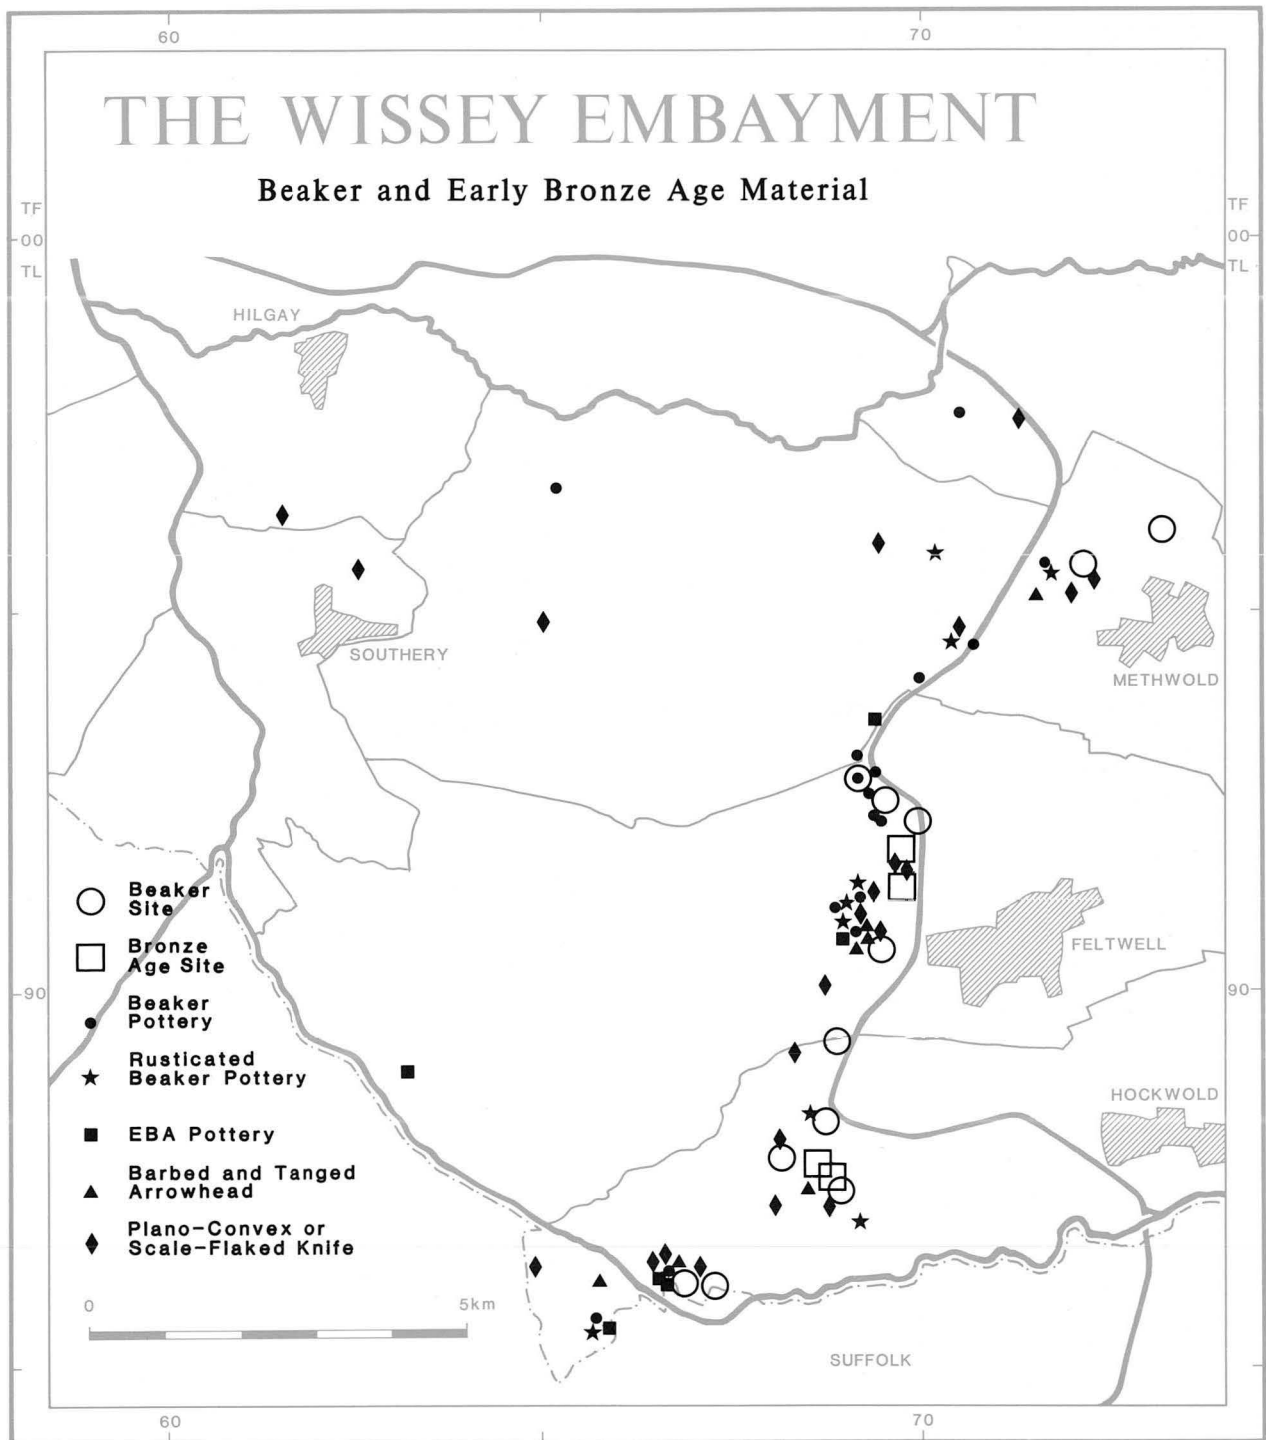 60
70
THE WISSEY EMBAYMENT
Beaker and Early Bronze Age Material
TF
00
TL
TF
00
TL
HILGAY
SOUTHERY
METHWOLD
Beaker
Site
Bronze
Age Site
Beaker
Pottery
Rusticated
Beaker Pottery
EBA Pottery
Barbed and Tanged
Arrowhead
Plano-Convex or
Scale-Flaked Knife
FELTWELL
90
90
HOCKWOLD
0
5km
SUFFOLK
60
70